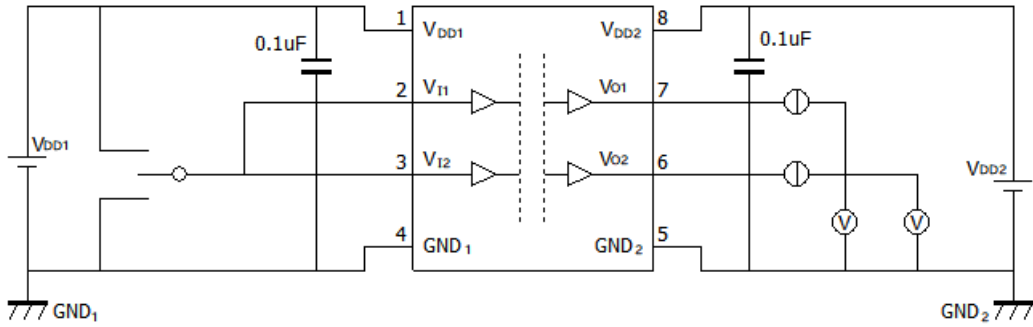 1
8
VDD1
VDD2
0.1uF
0.1uF
2
VI1
VO1
7
VDD1
3
VI2
VO2
6
VDD2
V
V
4
GND1
GND2
5
GND1
GND2